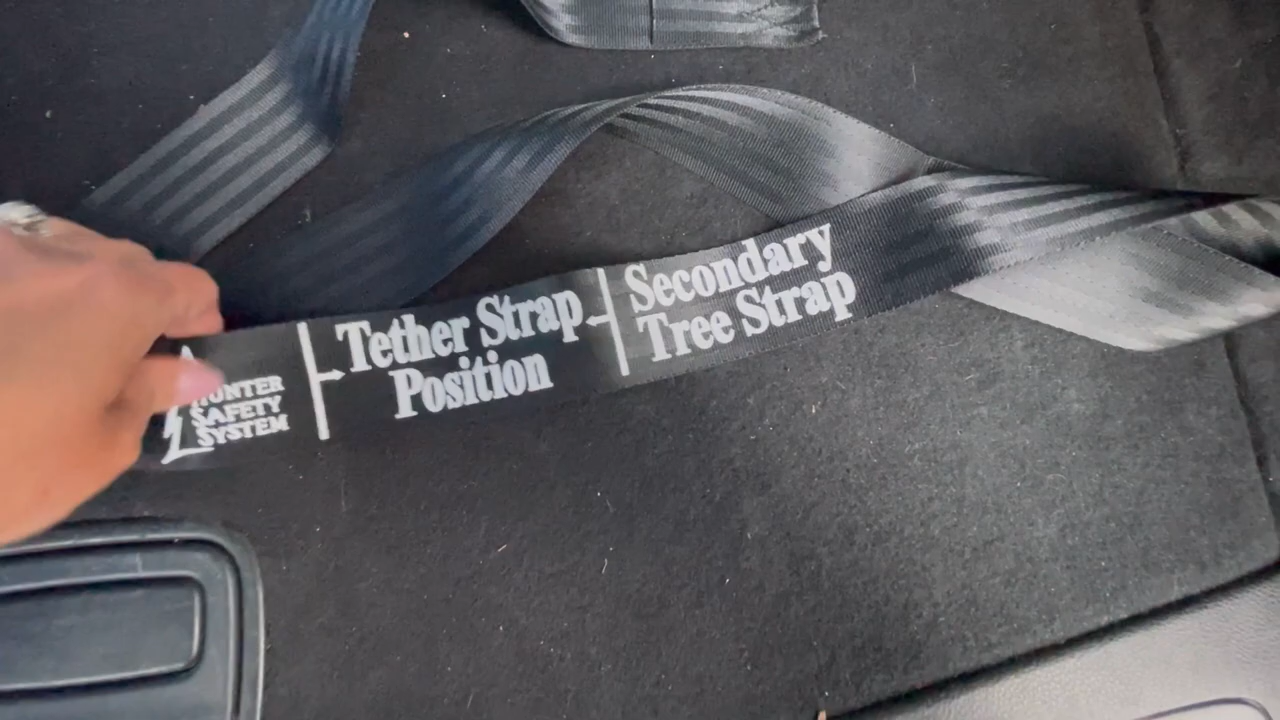 HUNTER
SAFETY
SYSTEM
Tether Strap
Position
Secondary
Tree Strap